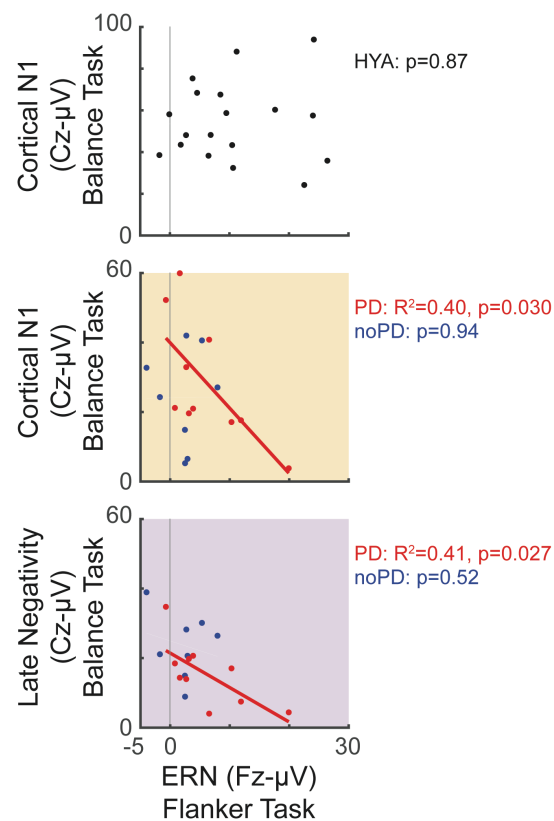 100
Cortical N1
(Cz-μV)
Balance Task
0
HYA: p=0.87
60
Cortical N1
(Cz-μV)
Balance Task
0
PD: R²=0.40, p=0.030
noPD: p=0.94
60
Late Negativity
(Cz-μV)
Balance Task
0
PD: R²=0.41, p=0.027
noPD: p=0.52
-5 0 30
ERN (Fz-μV)
Flanker Task